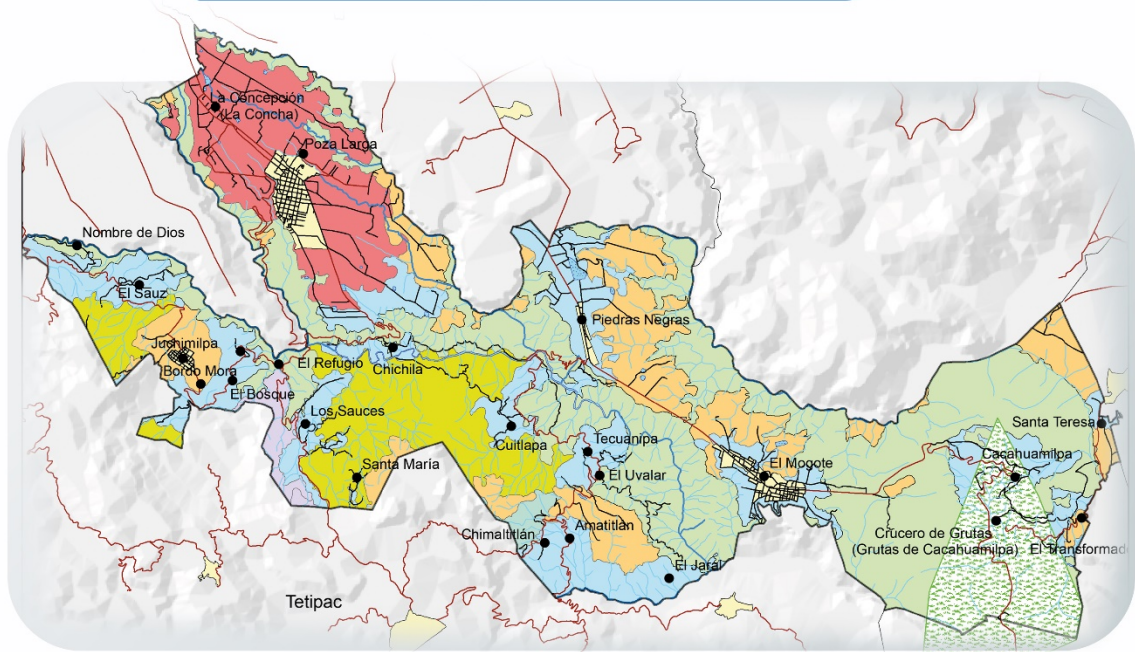 La Concepción
(La Concha)
Poza Larga
Nombre de Dios
El Sauz
Piedras Negras
Juchimilpa
El Refugio
Chichila
Bordo Mora
El Bosque
Los Sauces
Santa Teresa
Cuitlapa
Tecuanipa
Cacahuamilpa
Santa María
El Mogote
El Uvalar
Chimaltitlán
Amatitlán
Crucero de Grutas
(Grutas de Cacahuamilpa)
El Transformad
El Jaral
Tetipac